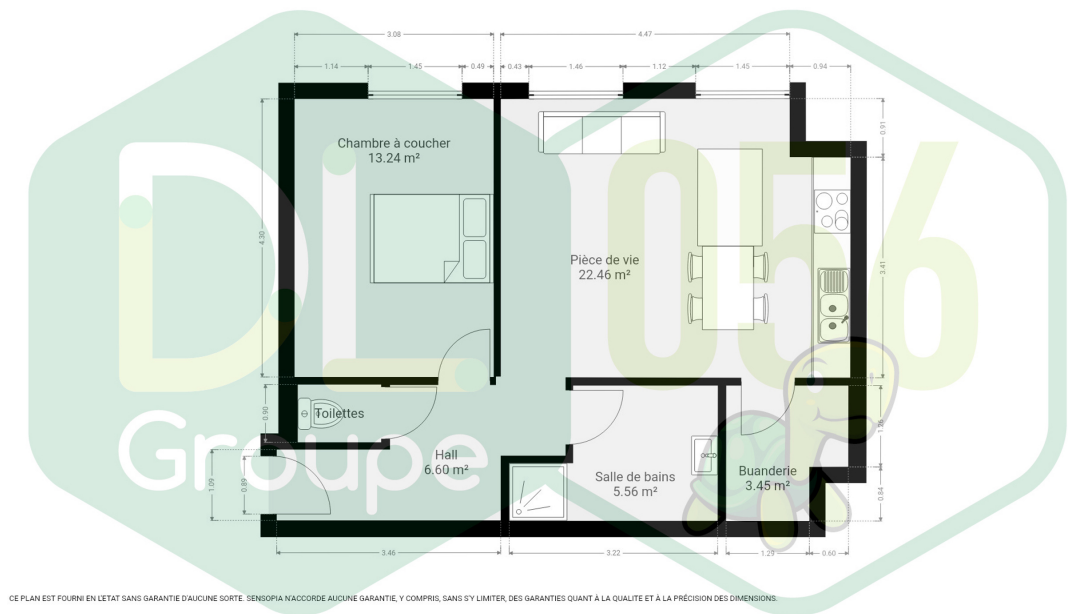 3.08
4.47
1.14
1.45
0.49
0.43
1.46
1.12
1.45
0.94
DL
056
Chambre à coucher
13.24 m²
0.91
4.30
Pièce de vie
22.46 m²
3.41
Toilettes
0.90
Groupe
Hall
6.60 m²
Salle de bains
5.56 m²
Buanderie
3.45 m²
1.26
0.84
1.09
0.89
3.46
3.22
1.29
0.60
CE PLAN EST FOURNI EN L'ETAT SANS GARANTIE D'AUCUNE SORTE. SENSOPIA N'ACCORDE AUCUNE GARANTIE, Y COMPRIS, SANS S'Y LIMITER, DES GARANTIES QUANT À LA QUALITE ET À LA PRÉCISION DES DIMENSIONS.